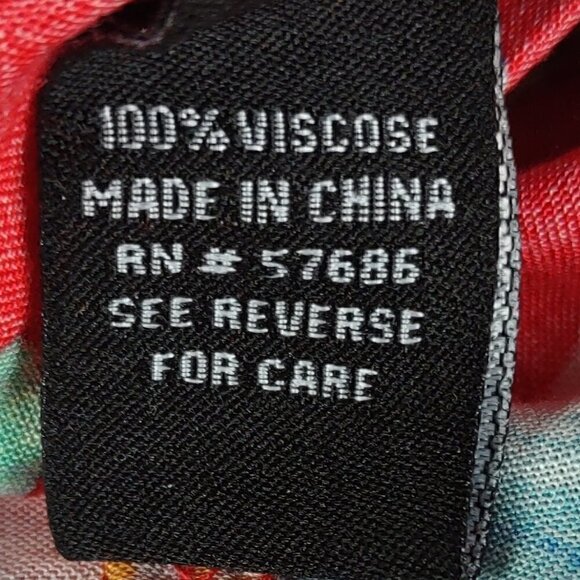 100% VISCOSE
MADE IN CHINA
RN # 57686
SEE REVERSE
FOR CARE